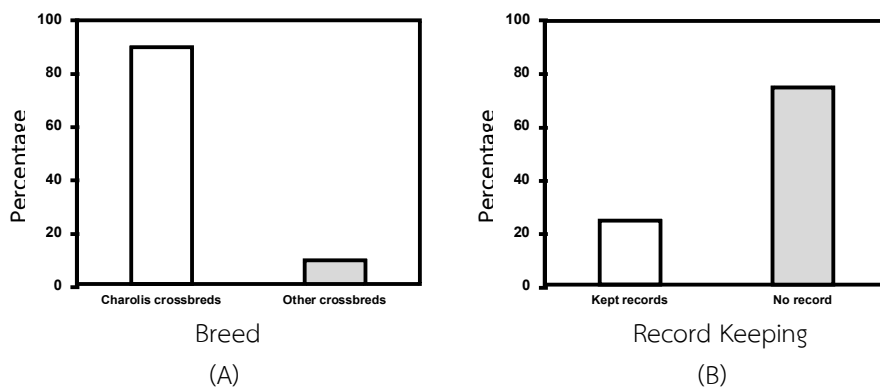 100
80
60
40
20
0
Percentage
Charolis crossbreds
Other crossbreds
Breed
(A)
100
80
60
40
20
0
Percentage
Kept records
No record
Record Keeping
(B)